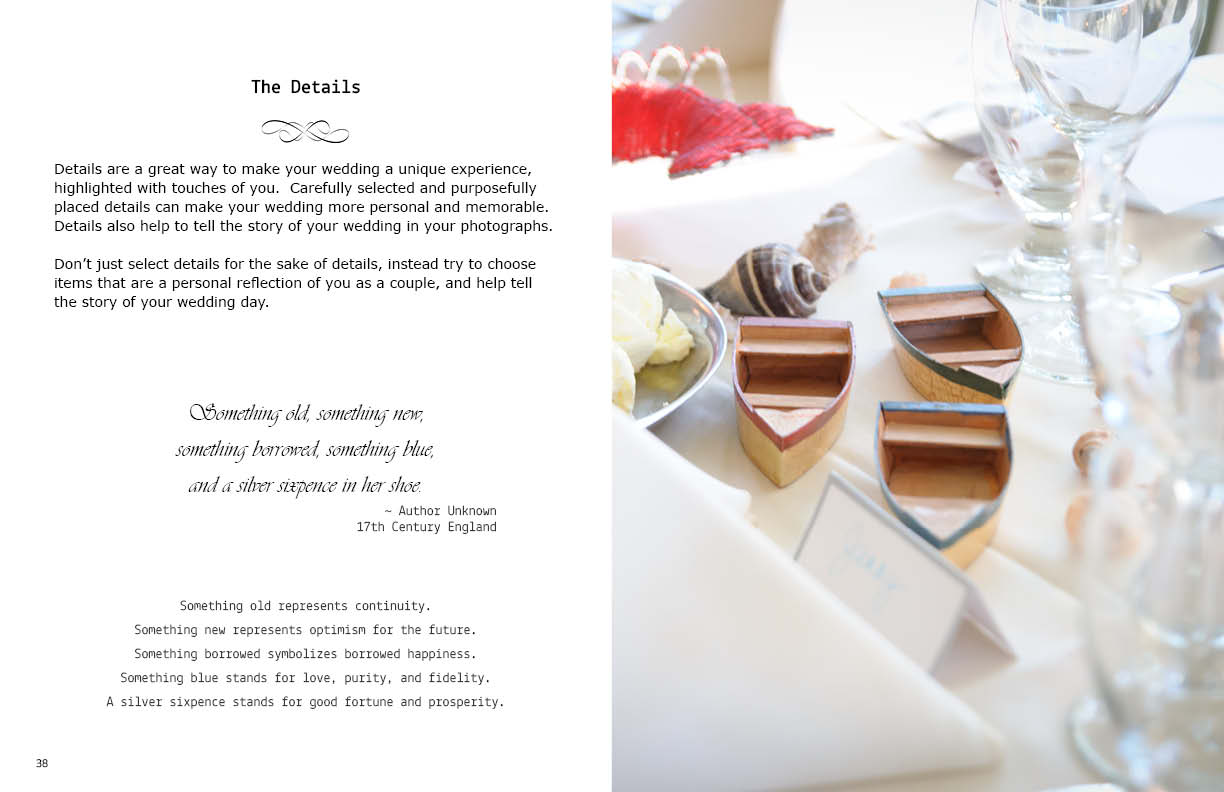 The Details
Details are a great way to make your wedding a unique experience,
highlighted with touches of you.  Carefully selected and purposefully
placed details can make your wedding more personal and memorable.
Details also help to tell the story of your wedding in your photographs.
Don’t just select details for the sake of details, instead try to choose
items that are a personal reflection of you as a couple, and help tell
the story of your wedding day.
Something old, something new,
something borrowed, something blue,
and a silver sixpence in her shoe.
~ Author Unknown
17th Century England
Something old represents continuity.
Something new represents optimism for the future.
Something borrowed symbolizes borrowed happiness.
Something blue stands for love, purity, and fidelity.
A silver sixpence stands for good fortune and prosperity.
38